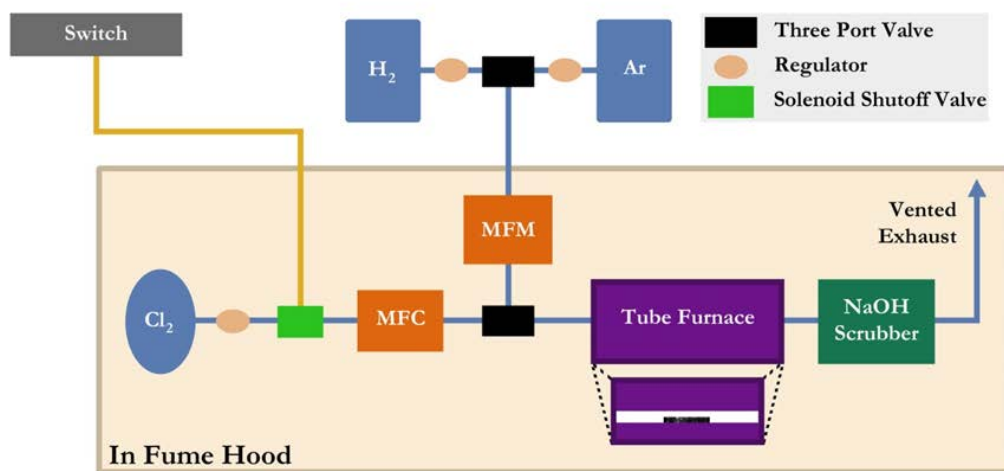 Switch
H2
Ar
Three Port Valve
Regulator
Solenoid Shutoff Valve
MFM
Vented
Exhaust
Cl2
MFC
Tube Furnace
NaOH
Scrubber
In Fume Hood